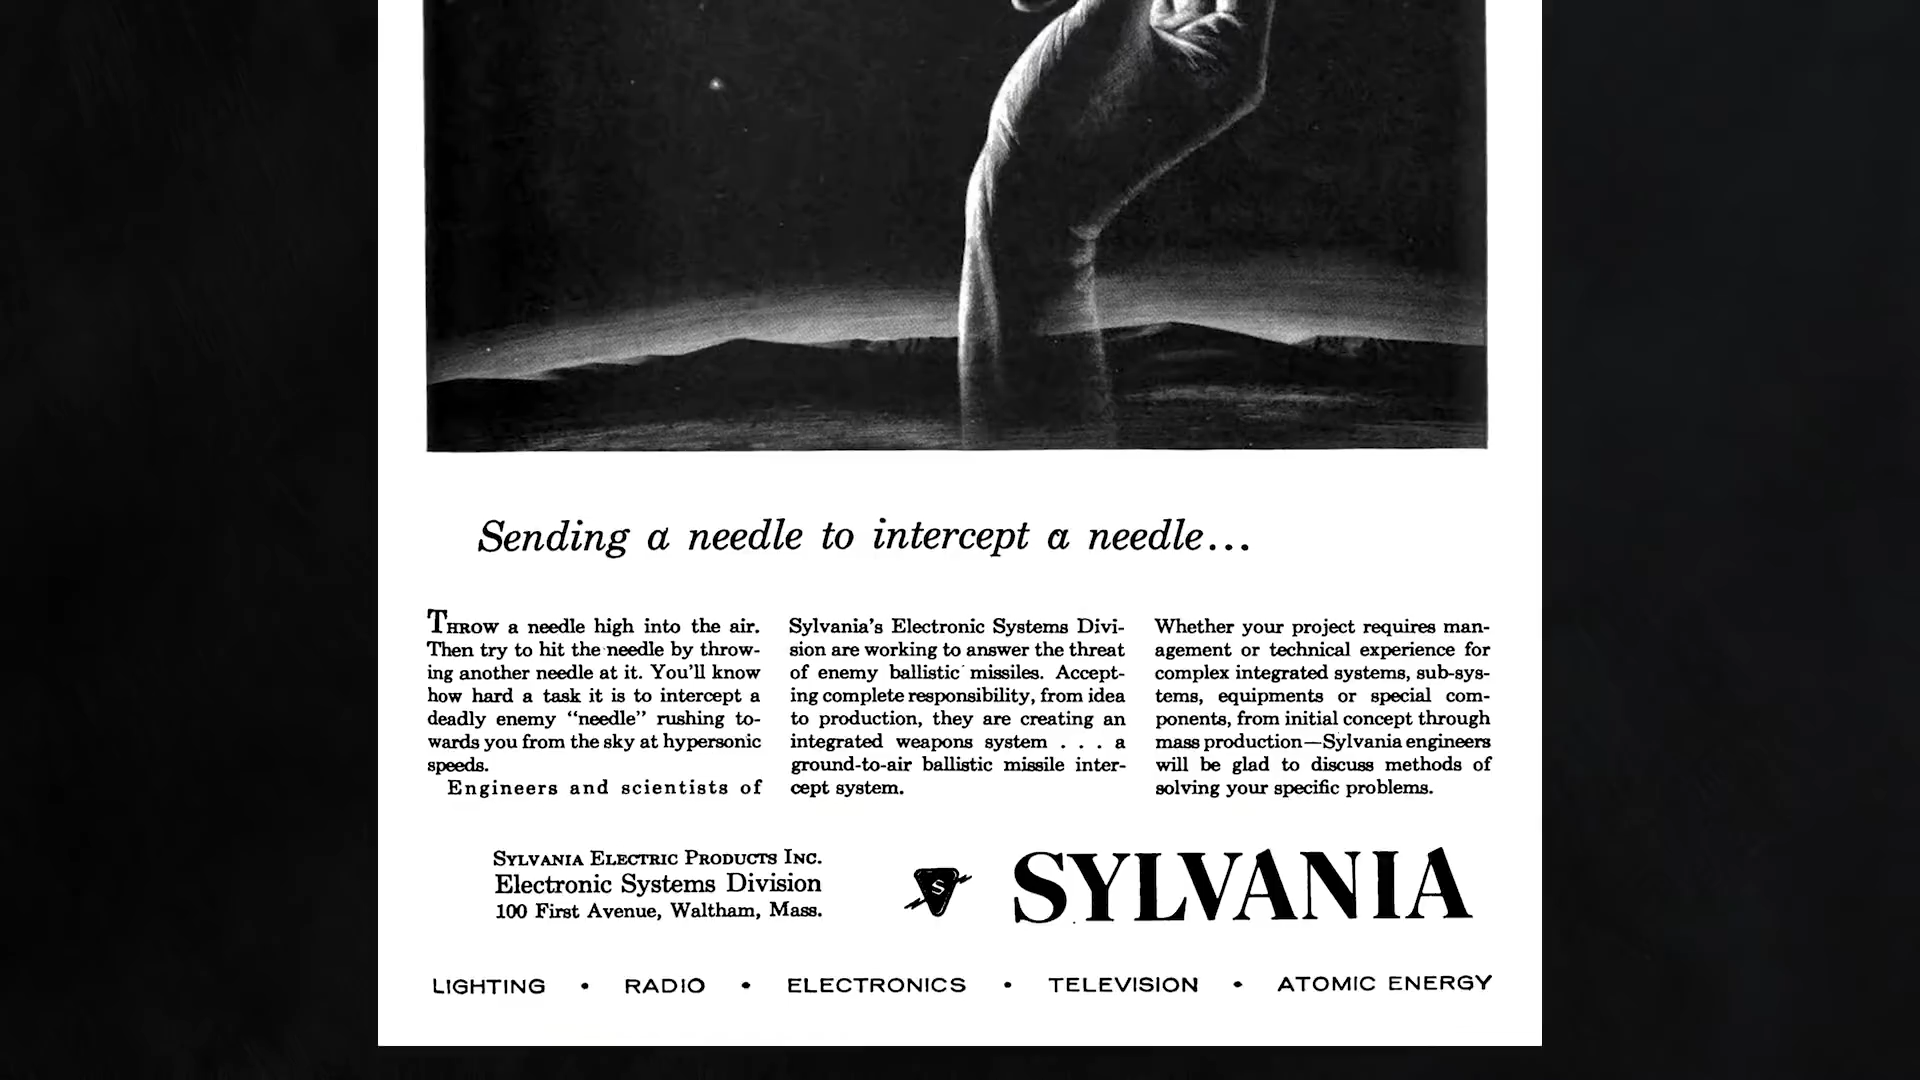 Sending a needle to intercept a needle...
THROW a needle high into the air.
Then try to hit the needle by throw-
ing another needle at it. You'll know
how hard a task it is to intercept a
deadly enemy "needle" rushing to-
wards you from the sky at hypersonic
speeds.
Engineers and scientists of
Sylvania's Electronic Systems Divi-
sion are working to answer the threat
of enemy ballistic missiles. Accept-
ing complete responsibility, from idea
to production, they are creating an
integrated weapons system . . . a
ground-to-air ballistic missile inter-
cept system.
Whether your project requires man-
agement or technical experience for
complex integrated systems, sub-sys-
tems, equipments or special com-
ponents, from initial concept through
mass production—Sylvania engineers
will be glad to discuss methods of
solving your specific problems.
SYLVANIA ELECTRIC PRODUCTS INC.
Electronic Systems Division
100 First Avenue, Waltham, Mass.
S
SYLVANIA
LIGHTING • RADIO • ELECTRONICS • TELEVISION • ATOMIC ENERGY